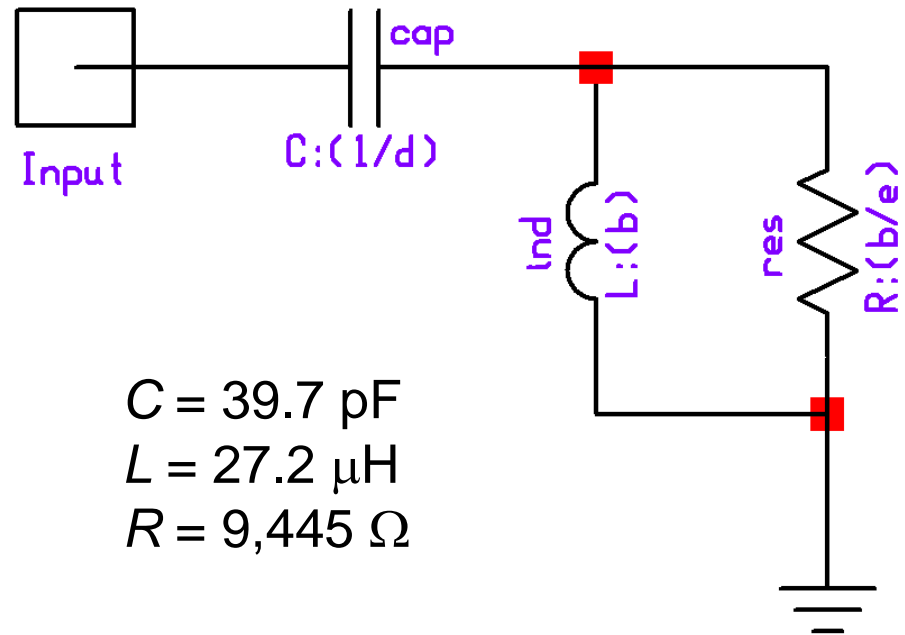 cap
Input
C:(1/d)
ind
L:(b)
res
R:(b/e)
C = 39.7 pF
L = 27.2 μH
R = 9,445 Ω